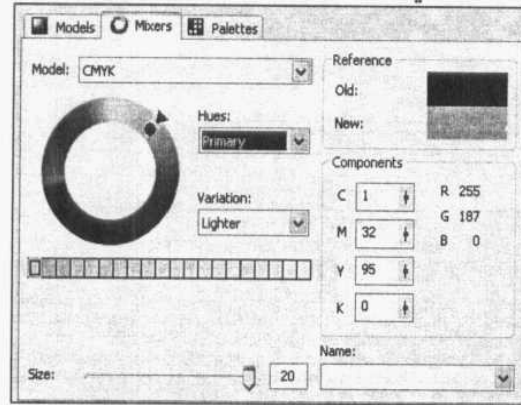 Models Mixers Palettes
Model: CMYK
Hues:
Primary
Variation:
Lighter
Size: 20
Reference
Old:
New:
Components
C 1 R 255
M 32 G 187
B 0
Y 95
K 0
Name: